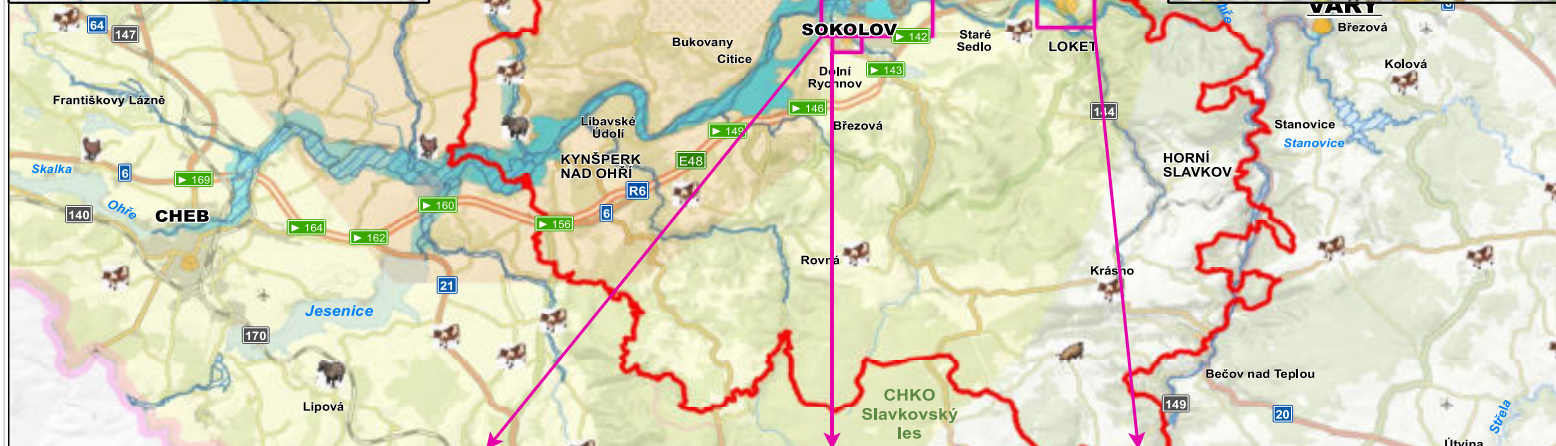 VARY
6
64
147
SOKOLOV
142
Staré
Sedlo
Březová
Bukovany
Citice
LOKET
Kolová
143
Dolní
Rychnov
Františkovy Lázně
146
144
Libavské
Údolí
149
Březová
Stanovice
Stanovice
KYNŠPERK
NAD OHŘÍ
E48
HORNÍ
SLAVKOV
Skalka
6
169
R6
Ohře
140
CHEB
160
6
164
162
156
Rovná
Krásno
21
Jesenice
170
Bečov nad Teplou
Lipová
CHKO
Slavkovský
les
149
20
Střela
Útvina